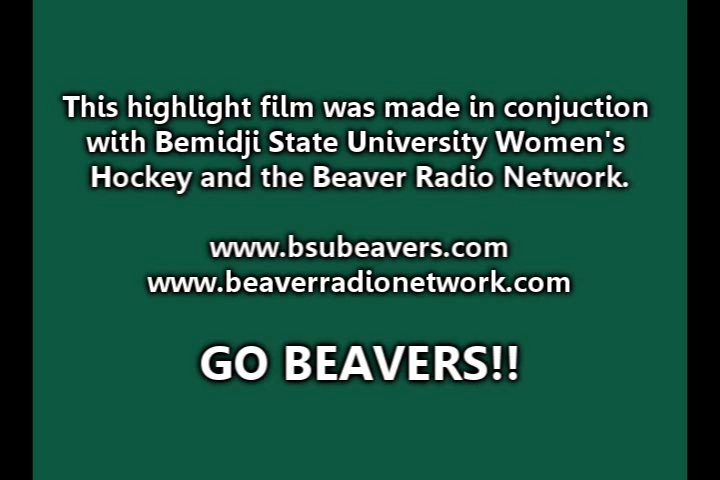 This highlight film was made in conjuction
with Bemidji State University Women's
Hockey and the Beaver Radio Network.
www.bsubeavers.com
www.beaverradionetwork.com
GO BEAVERS!!